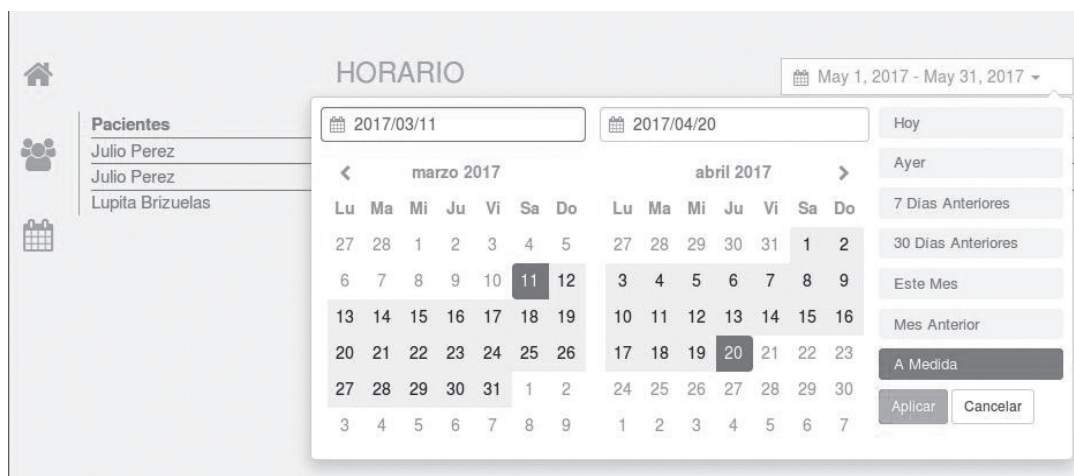 HORARIO
May 1, 2017 - May 31, 2017
Pacientes
Julio Perez
Julio Perez
Lupita Brizuelas
2017/03/11
2017/04/20
marzo 2017
Lu Ma Mi Ju Vi Sa Do
27 28 1 2 3 4 5
6 7 8 9 10 11 12
13 14 15 16 17 18 19
20 21 22 23 24 25 26
27 28 29 30 31 1 2
3 4 5 6 7 8 9
abril 2017
Lu Ma Mi Ju Vi Sa Do
27 28 29 30 31 1 2
3 4 5 6 7 8 9
10 11 12 13 14 15 16
17 18 19 20 21 22 23
24 25 26 27 28 29 30
1 2 3 4 5 6 7
Hoy
Ayer
7 Días Anteriores
30 Días Anteriores
Este Mes
Mes Anterior
A Medida
Aplicar Cancelar